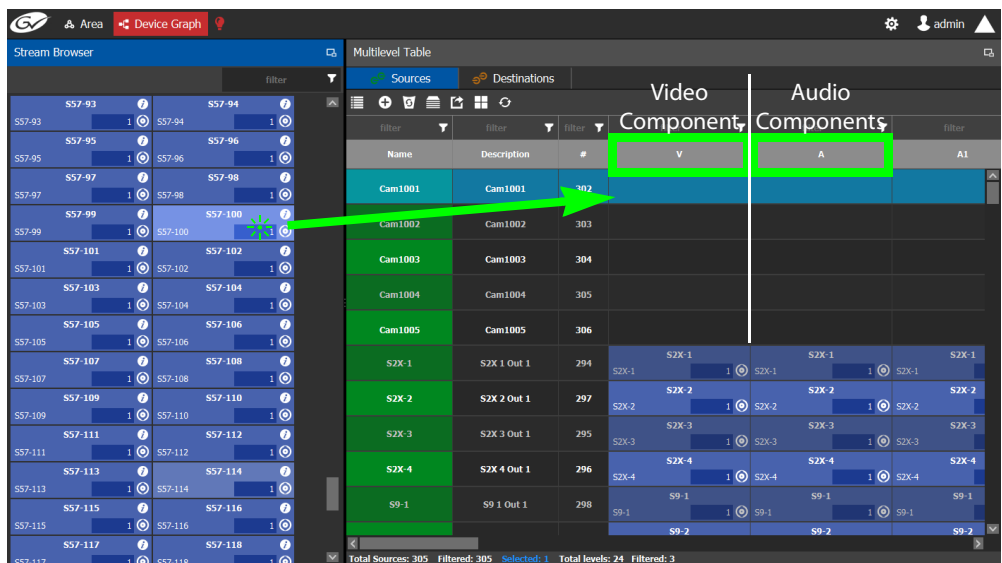 GV Area Device Graph admin
Stream Browser
filter
S57-93 i S57-94 i
S57-93 1 S57-94 1
S57-95 i S57-96 i
S57-95 1 S57-96 1
S57-97 i S57-98 i
S57-97 1 S57-98 1
S57-99 i S57-100 i
S57-99 1 S57-100 1
S57-101 i S57-102 i
S57-101 1 S57-102 1
S57-103 i S57-104 i
S57-103 1 S57-104 1
S57-105 i S57-106 i
S57-105 1 S57-106 1
S57-107 i S57-108 i
S57-107 1 S57-108 1
S57-109 i S57-110 i
S57-109 1 S57-110 1
S57-111 i S57-112 i
S57-111 1 S57-112 1
S57-113 i S57-114 i
S57-113 1 S57-114 1
S57-115 i S57-116 i
S57-115 1 S57-116 1
S57-117 i S57-118 i
S57-117 1 S57-118 1
Multilevel Table
Sources Destinations
Video Component
Audio Components
filter filter filter filter
Name Description # V A A1
Cam1001 Cam1001 302
Cam1002 Cam1002 303
Cam1003 Cam1003 304
Cam1004 Cam1004 305
Cam1005 Cam1005 306
S2X-1 S2X 1 Out 1 294 S2X-1 S2X-1 S2X-1
S2X-1 1 S2X-1 1 S2X-1
S2X-2 S2X 2 Out 1 297 S2X-2 S2X-2 S2X-2
S2X-2 1 S2X-2 1 S2X-2
S2X-3 S2X 3 Out 1 295 S2X-3 S2X-3 S2X-3
S2X-3 1 S2X-3 1 S2X-3
S2X-4 S2X 4 Out 1 296 S2X-4 S2X-4 S2X-4
S2X-4 1 S2X-4 1 S2X-4
S9-1 S9 1 Out 1 298 S9-1 S9-1 S9-1
S9-1 1 S9-1 1 S9-1
S9-2 S9-2 S9-2
Total Sources: 305 Filtered: 305 Selected: 1 Total levels: 24 Filtered: 3